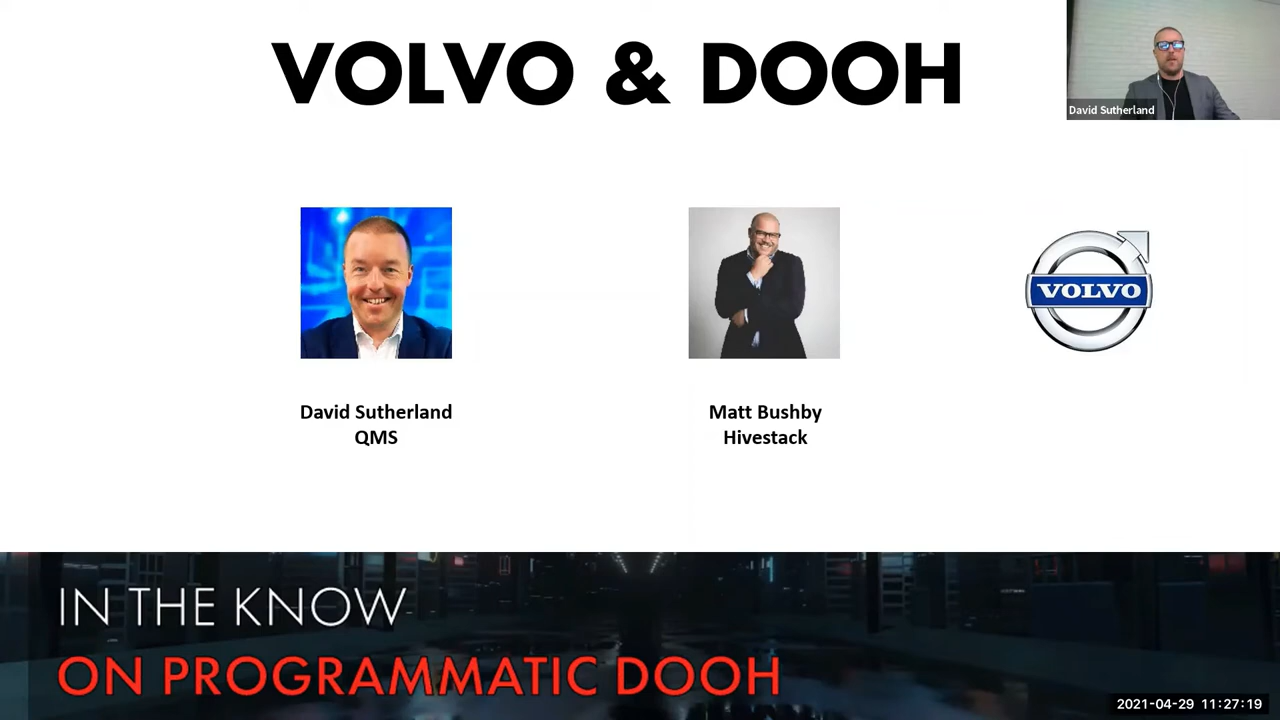 VOLVO & DOOH
David Sutherland
VOLVO
David Sutherland
QMS
Matt Bushby
Hivestack
IN THE KNOW
ON PROGRAMMATIC DOOH
2021-04-29 11:27:19